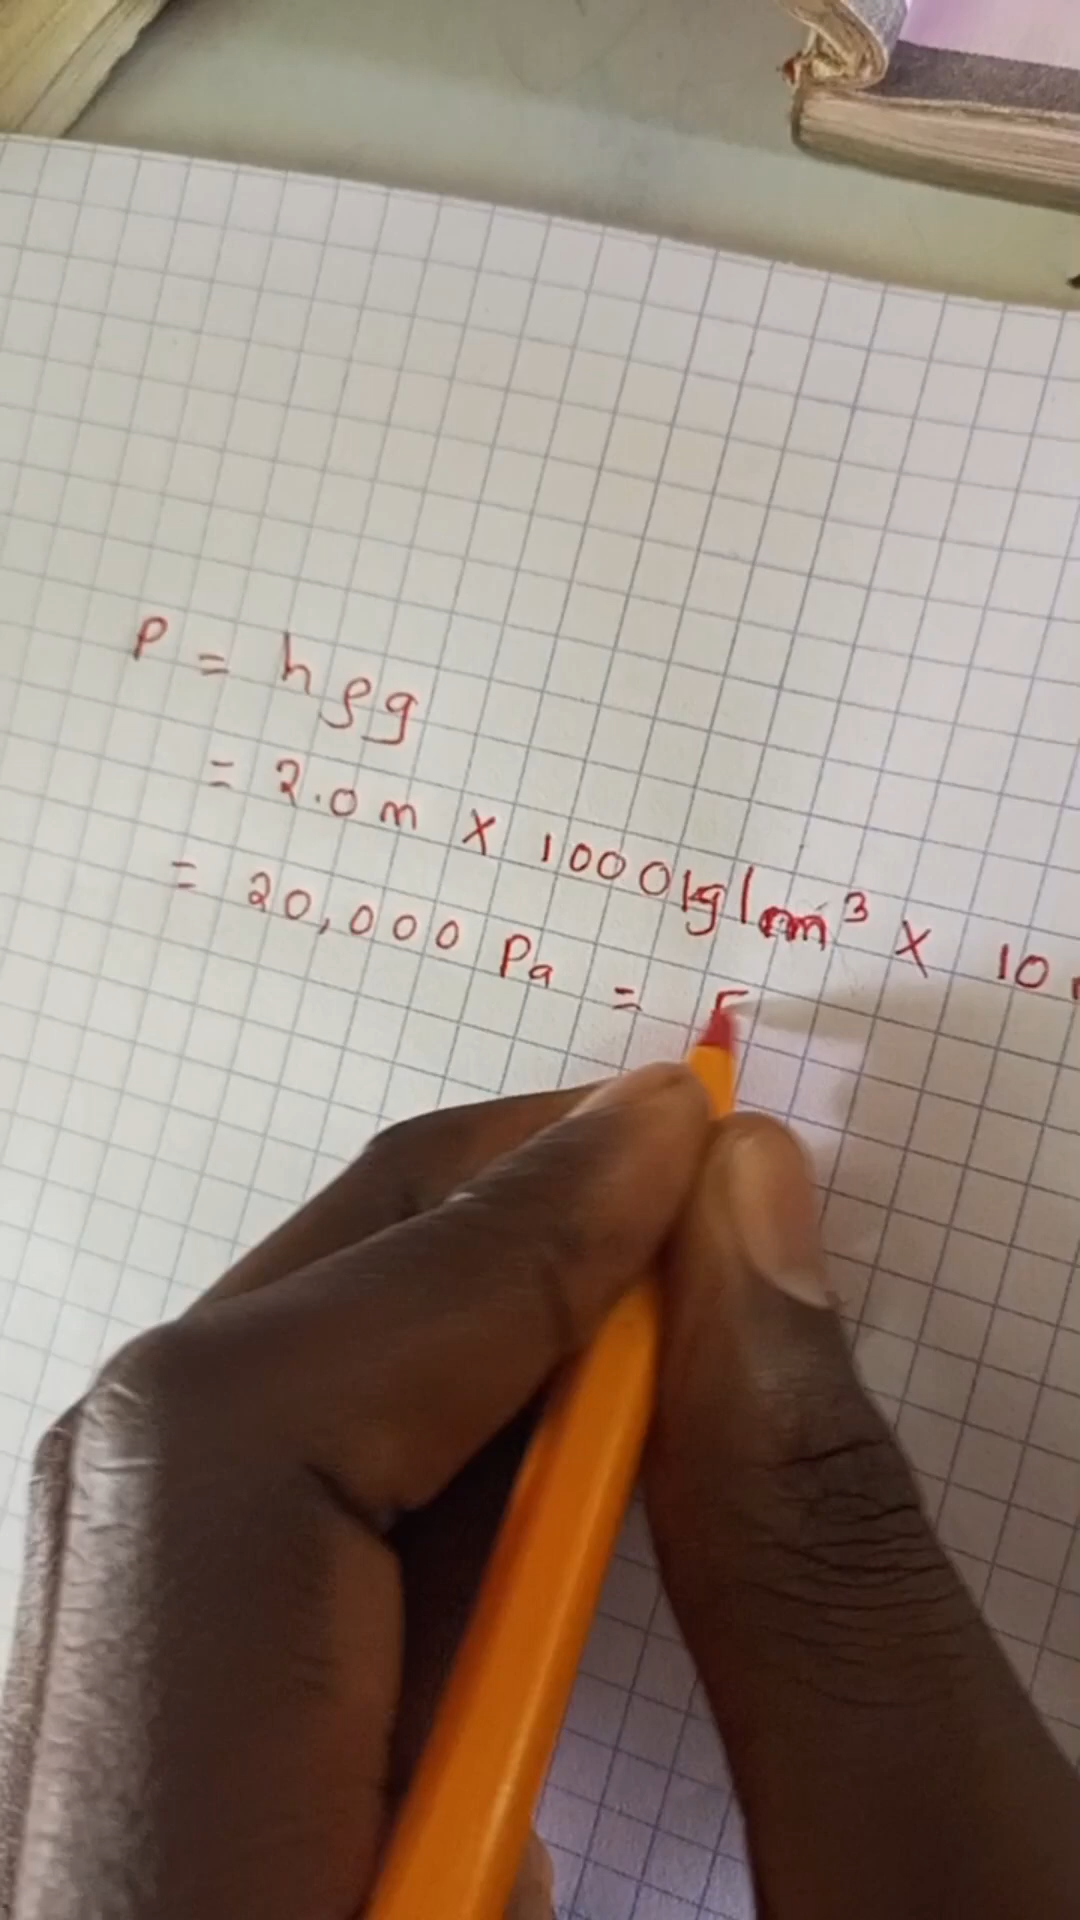 P = hρg
= 2.0 m X 1000kg/m³ X 10
= 20,000 Pa =